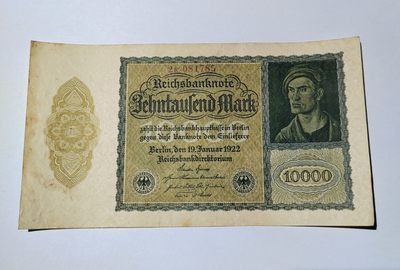 Reichsbanknote
Zehntausend Mark
zahlt die Reichsbankhauptkasse in Berlin
gegen diese Banknote dem Einlieferer
Berlin, den 19. Januar 1922
Reichsbankdirektorium
10000